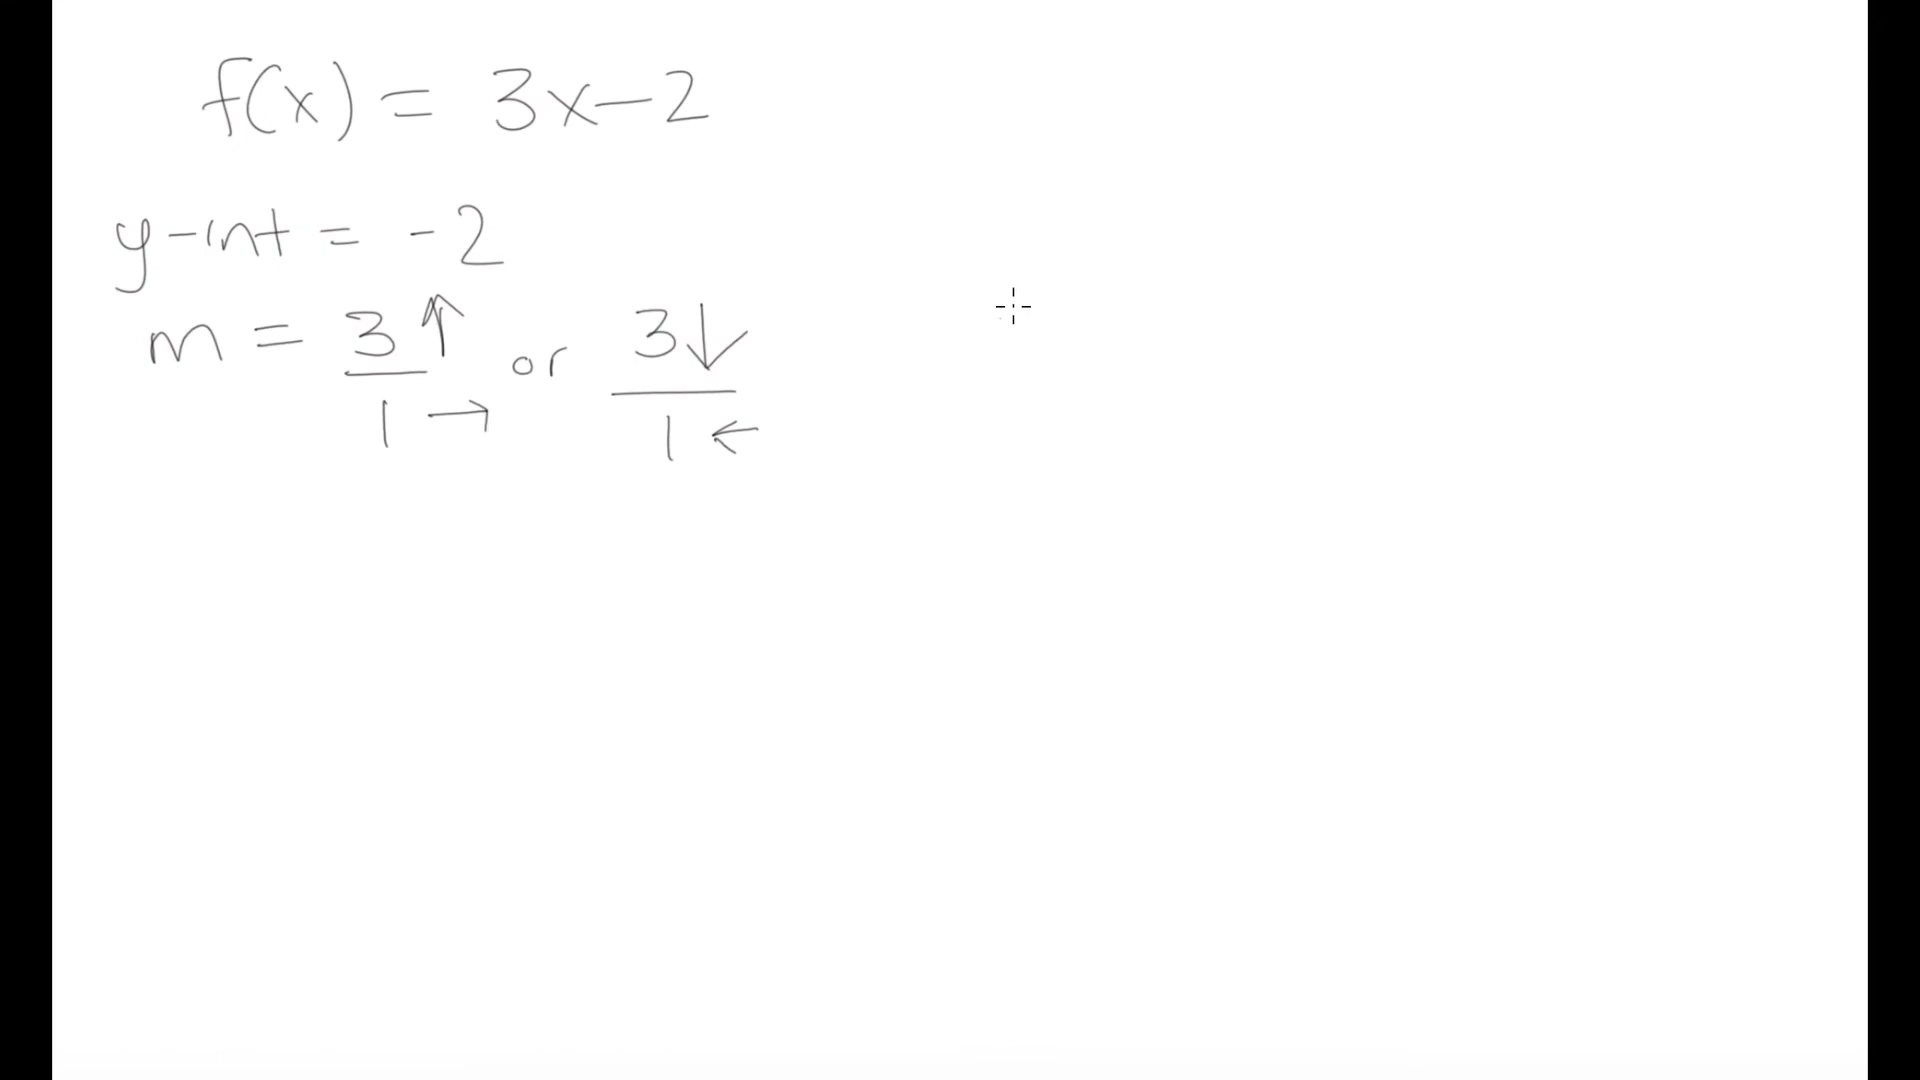 f(x) = 3x-2
y-int = -2
m = 3↑ or 3↓
1→ 1←